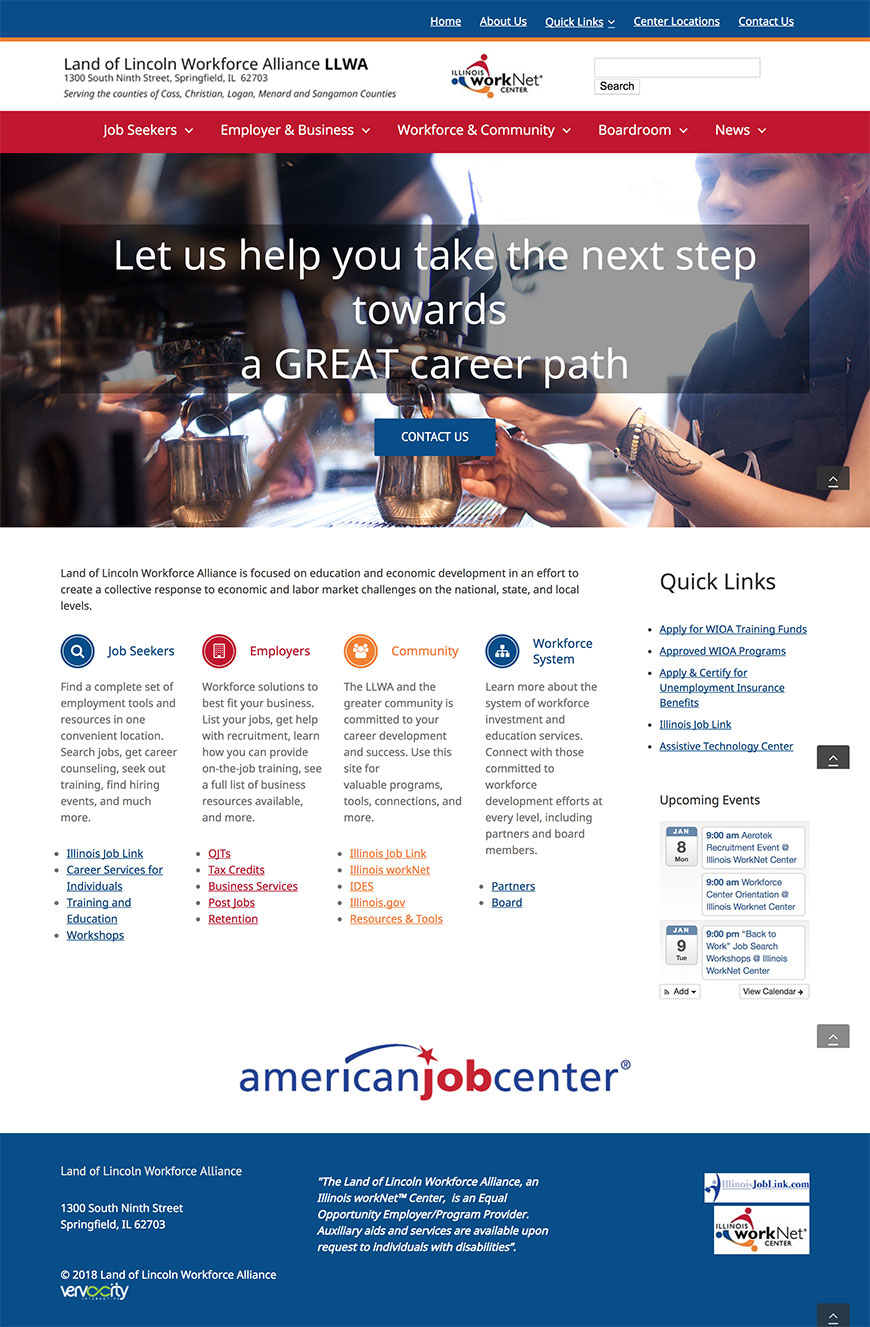 Home About Us Quick Links Center Locations Contact Us
Land of Lincoln Workforce Alliance LLWA
1300 South Ninth Street, Springfield, IL 62703
Serving the counties of Cass, Christian, Logan, Menard and Sangamon Counties
ILLINOIS
workNet®
CENTER
Search
Job Seekers Employer & Business Workforce & Community Boardroom News
Let us help you take the next step
towards
a GREAT career path
CONTACT US
Land of Lincoln Workforce Alliance is focused on education and economic development in an effort to
create a collective response to economic and labor market challenges on the national, state, and local
levels.
Job Seekers
Find a complete set of
employment tools and
resources in one
convenient location.
Search jobs, get career
counseling, seek out
training, find hiring
events, and much
more.
Illinois Job Link
Career Services for
Individuals
Training and
Education
Workshops
Employers
Workforce solutions to
best fit your business.
List your jobs, get help
with recruitment, learn
how you can provide
on-the-job training, see
a full list of business
resources available,
and more.
OJTs
Tax Credits
Business Services
Post Jobs
Retention
Community
The LLWA and the
greater community is
committed to your
career development
and success. Use this
site for
valuable programs,
tools, connections, and
more.
Illinois Job Link
Illinois workNet
IDES
Illinois.gov
Resources & Tools
Workforce
System
Learn more about the
system of workforce
investment and
education services.
Connect with those
committed to
workforce
development efforts at
every level, including
partners and board
members.
Partners
Board
Quick Links
Apply for WIOA Training Funds
Approved WIOA Programs
Apply & Certify for
Unemployment Insurance
Benefits
Illinois Job Link
Assistive Technology Center
Upcoming Events
JAN
8
Mon
9:00 am Aerotek
Recruitment Event @
Illinois WorkNet Center
9:00 am Workforce
Center Orientation @
Illinois Worknet Center
JAN
9
Tue
9:00 pm “Back to
Work” Job Search
Workshops @ Illinois
WorkNet Center
Add View Calendar
americanjobcenter®
Land of Lincoln Workforce Alliance
1300 South Ninth Street
Springfield, IL 62703
© 2018 Land of Lincoln Workforce Alliance
vervocity
"The Land of Lincoln Workforce Alliance, an
Illinois workNet™ Center, is an Equal
Opportunity Employer/Program Provider.
Auxiliary aids and services are available upon
request to individuals with disabilities”.
IllinoisJobLink.com
ILLINOIS
workNet®
CENTER